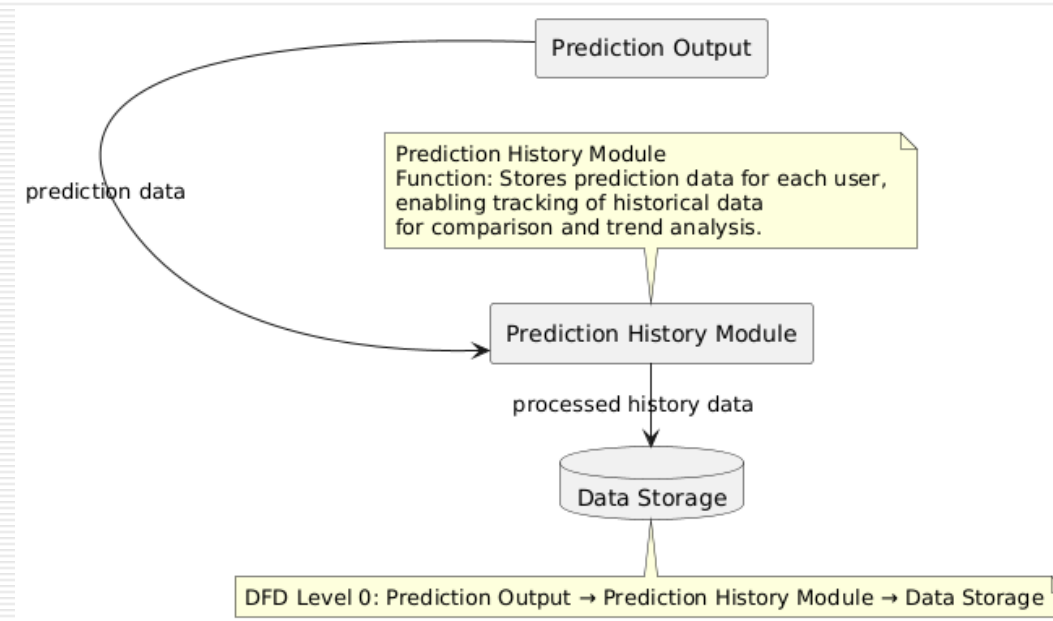 Prediction Output
Prediction History Module
Function: Stores prediction data for each user,
enabling tracking of historical data
for comparison and trend analysis.
prediction data
Prediction History Module
processed history data
Data Storage
DFD Level 0: Prediction Output → Prediction History Module → Data Storage